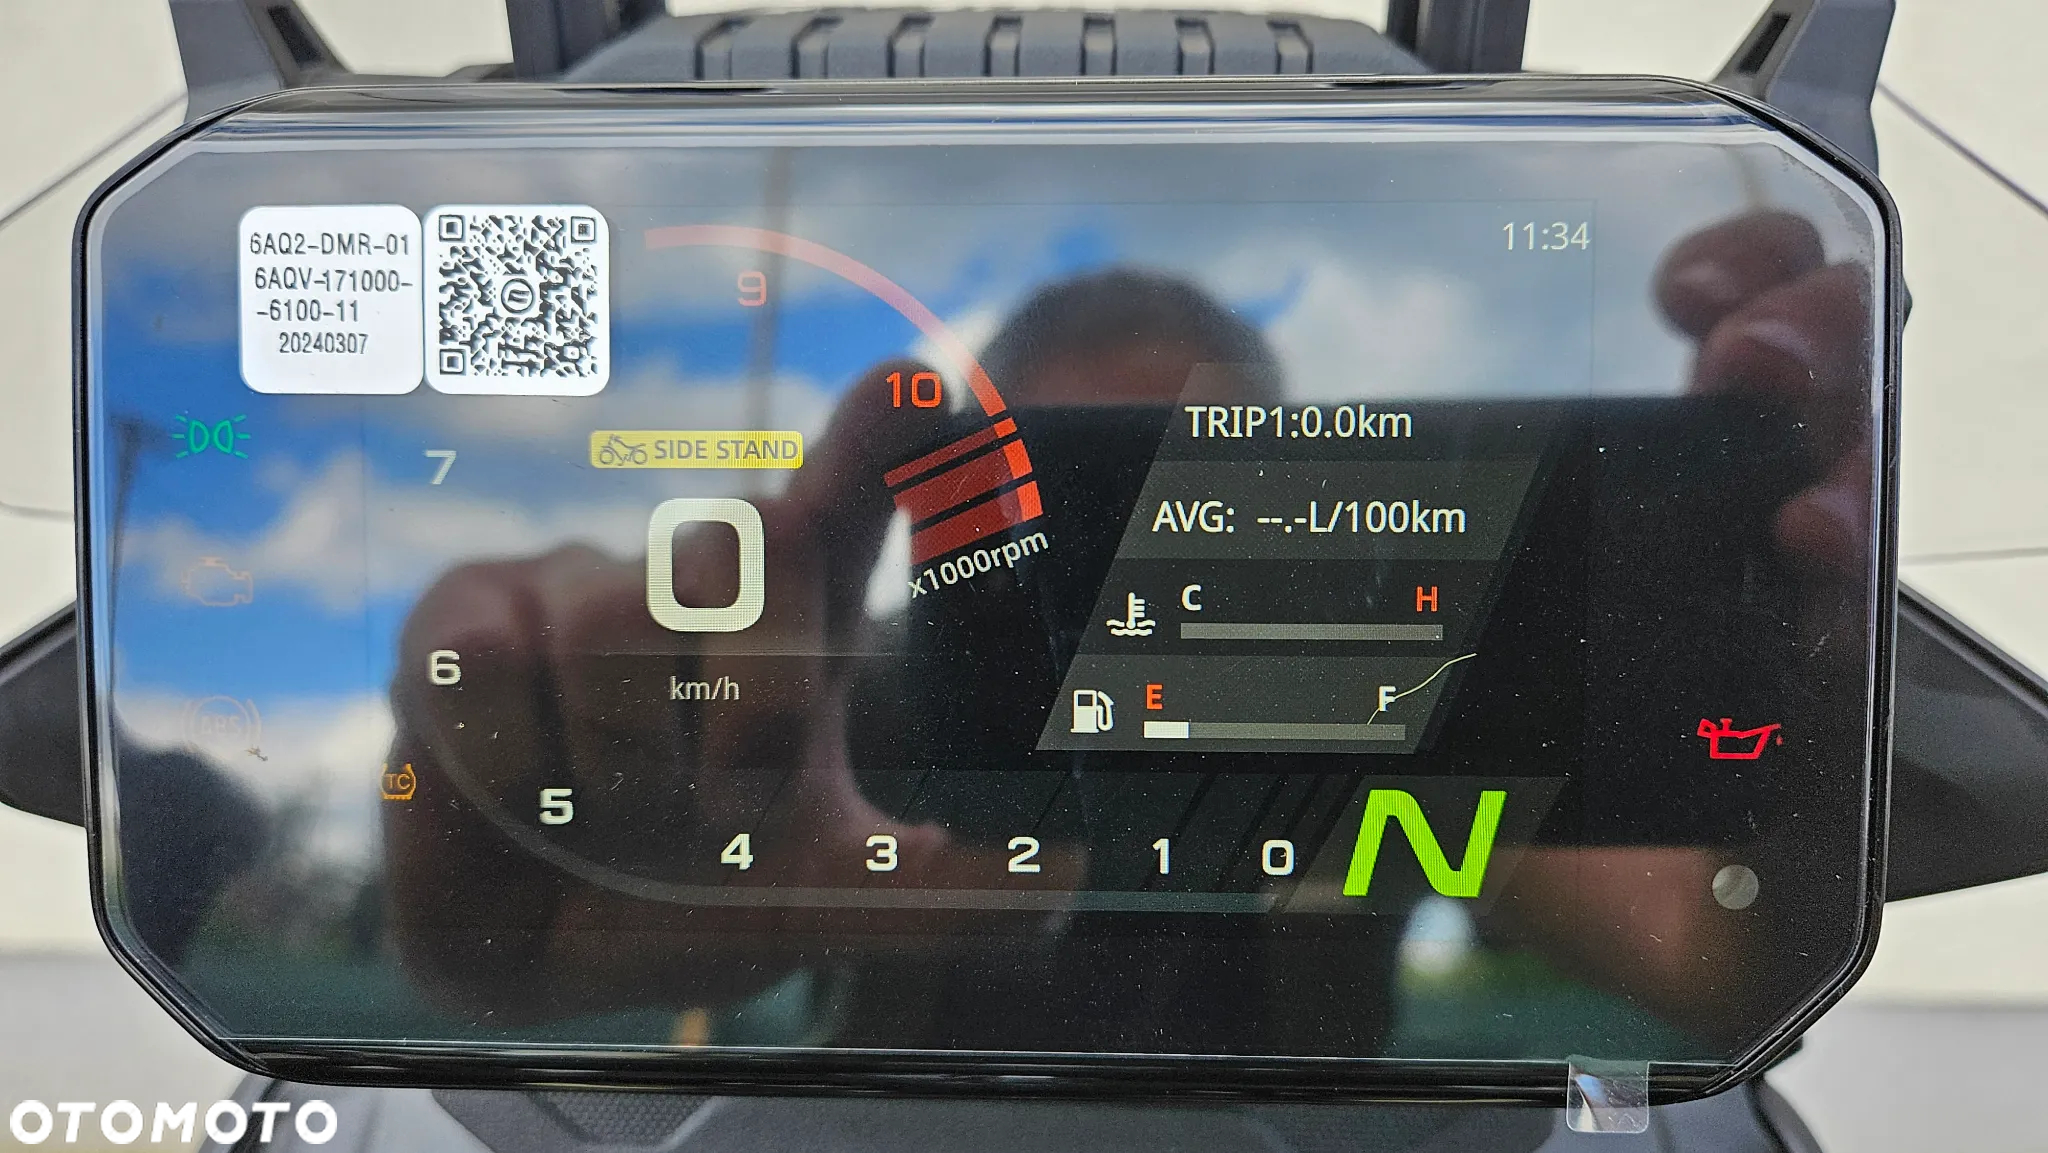 6AQ2-DMR-01
6AQV-171000-
-6100-11
20240307
11:34
9
10
7
SIDE STAND
0
km/h
x1000rpm
TRIP1:0.0km
AVG: --.-L/100km
C H
E F
6
ABS
TC
5
4 3 2 1 0
N
OTOMOTO